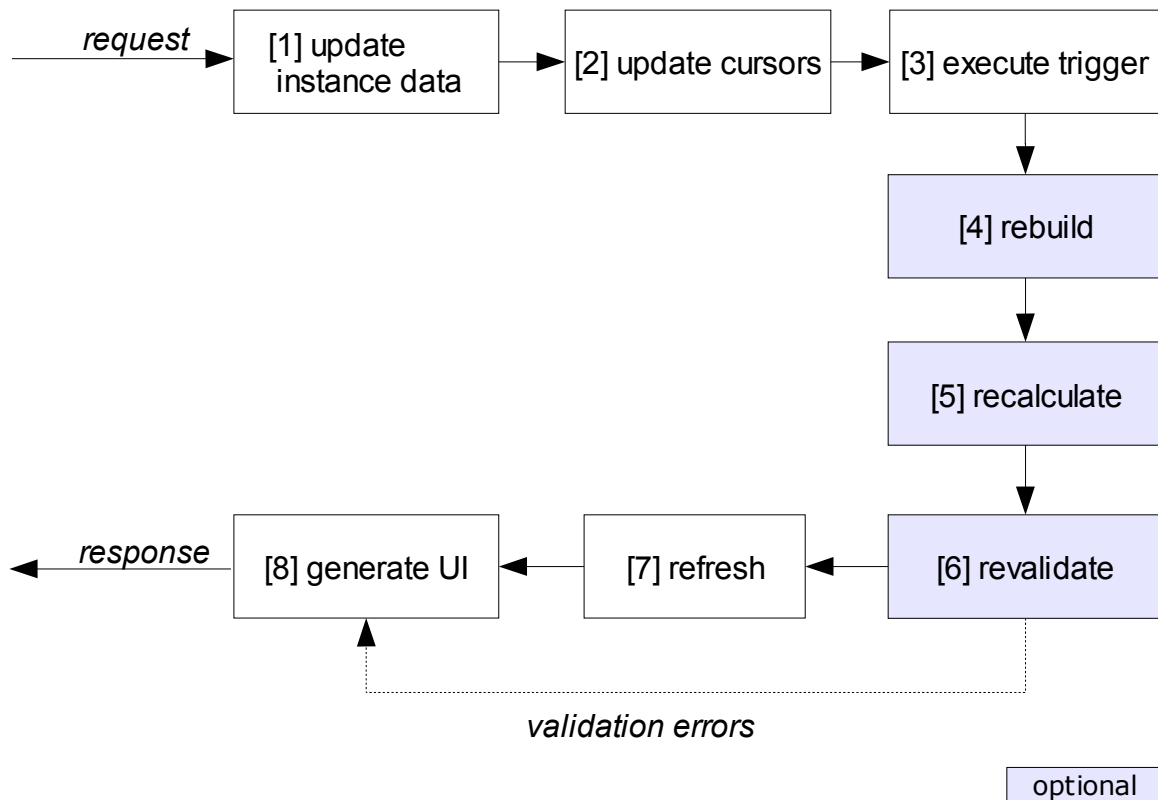 request
[1] update
instance data
[2] update cursors
[3] execute trigger
[4] rebuild
[5] recalculate
response
[8] generate UI
[7] refresh
[6] revalidate
validation errors
optional